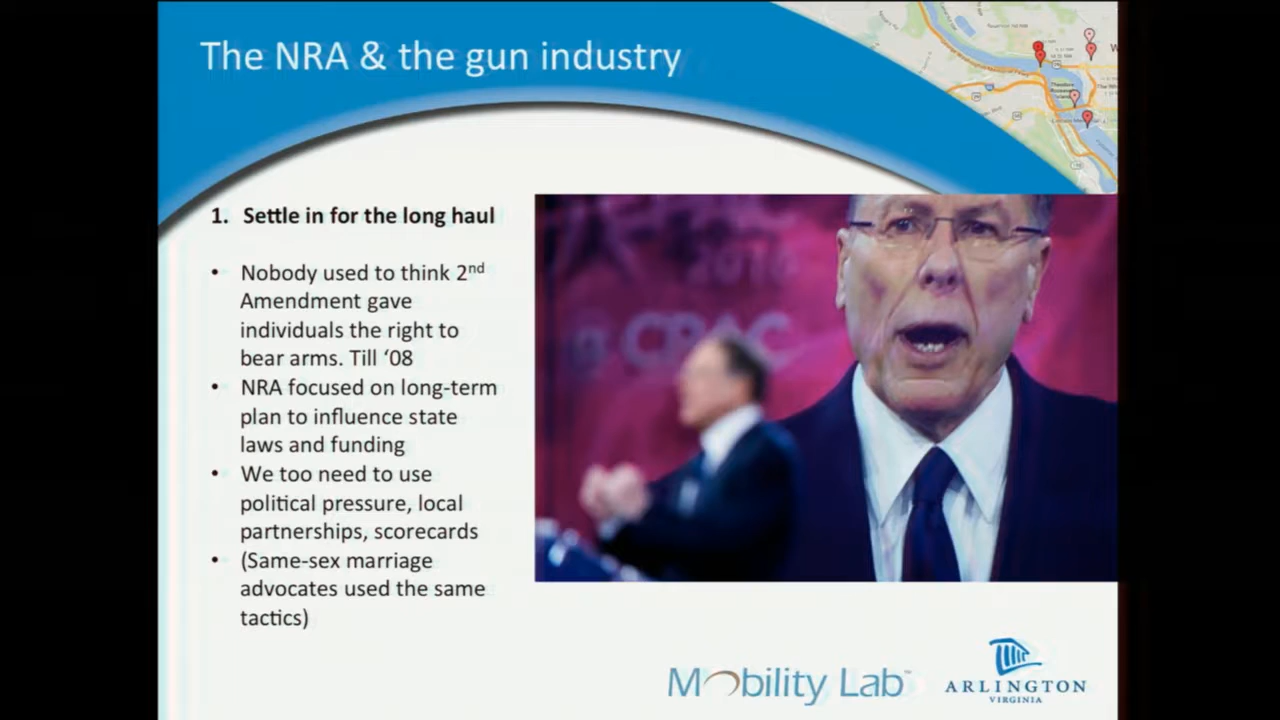 The NRA & the gun industry
1. Settle in for the long haul
• Nobody used to think 2nd
Amendment gave
individuals the right to
bear arms. Till ‘08
• NRA focused on long-term
plan to influence state
laws and funding
• We too need to use
political pressure, local
partnerships, scorecards
• (Same-sex marriage
advocates used the same
tactics)
2016
CPAC
Mobility Lab™
ARLINGTON
VIRGINIA